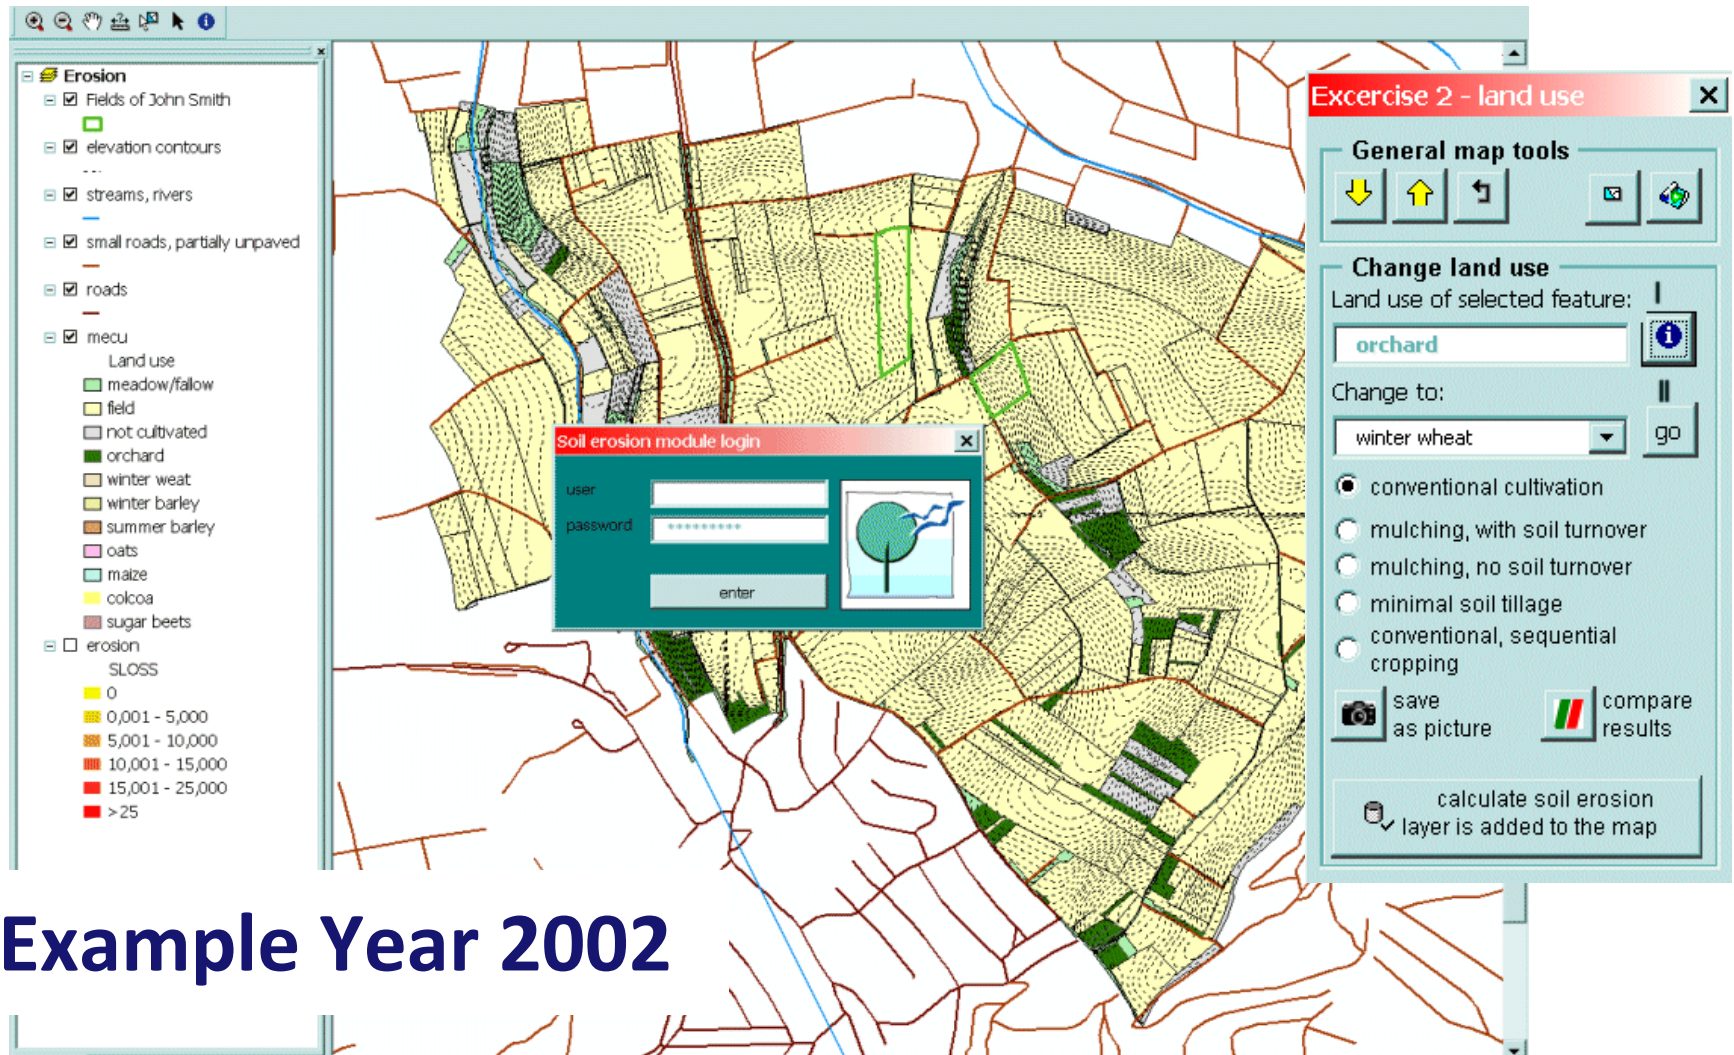 Erosion
Fields of John Smith
elevation contours
streams, rivers
small roads, partially unpaved
roads
mecu
Land use
meadow/fallow
field
not cultivated
orchard
winter weat
winter barley
summer barley
oats
maize
colcoa
sugar beets
erosion
SLOSS
0
0,001 - 5,000
5,001 - 10,000
10,001 - 15,000
15,001 - 25,000
>25
Soil erosion module login
user
password
*********
enter
Excercise 2 - land use
General map tools
Change land use
Land use of selected feature:
I
orchard
Change to:
II
winter wheat
go
conventional cultivation
mulching, with soil turnover
mulching, no soil turnover
minimal soil tillage
conventional, sequential
cropping
save
as picture
compare
results
calculate soil erosion
layer is added to the map
Example Year 2002